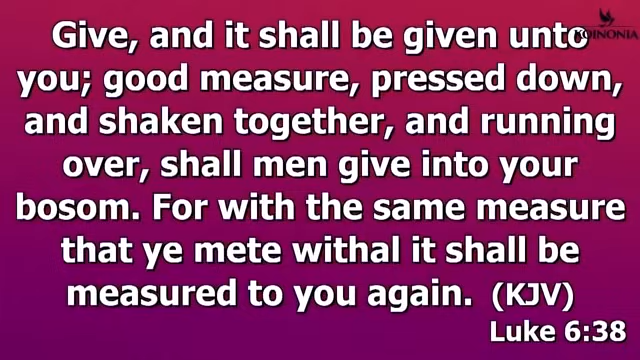 KOINONIA
Give, and it shall be given unto
you; good measure, pressed down,
and shaken together, and running
over, shall men give into your
bosom. For with the same measure
that ye mete withal it shall be
measured to you again. (KJV)
Luke 6:38